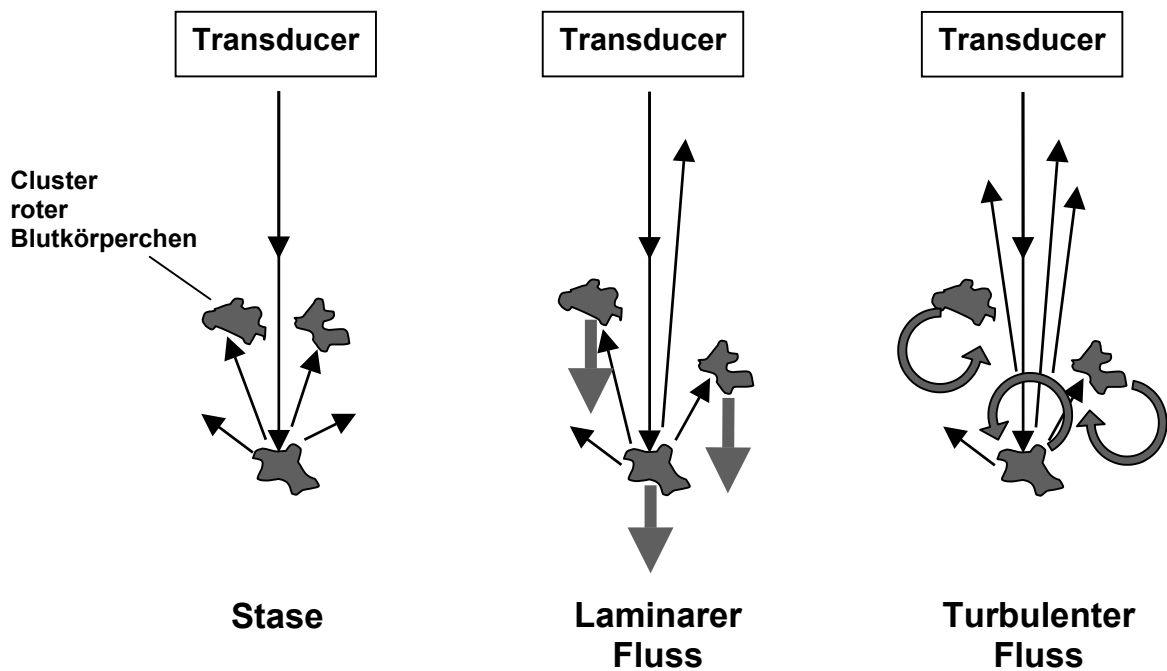 Transducer
Transducer
Transducer
Cluster
roter
Blutkörperchen
Stase
Laminarer
Fluss
Turbulenter
Fluss